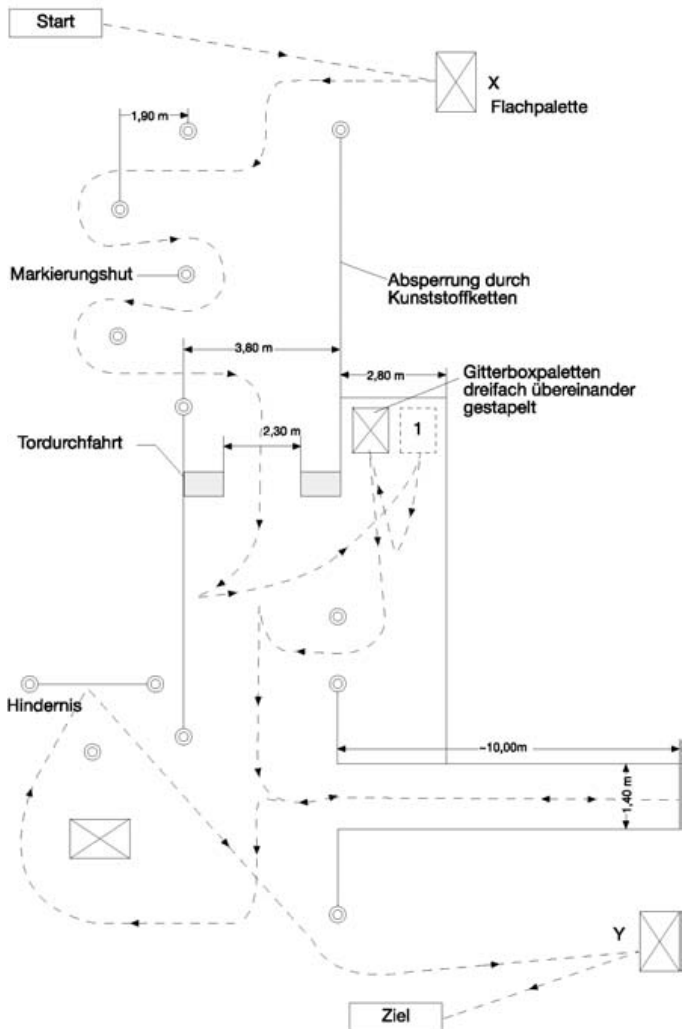 Start
X
Flachpalette
1,90 m
Markierungshut
Absperrung durch
Kunststoffketten
3,80 m
2,80 m
Gitterboxpaletten
dreifach übereinander
gestapelt
Tordurchfahrt
2,30 m
1
Hindernis
~10,00m
1,40 m
Y
Ziel